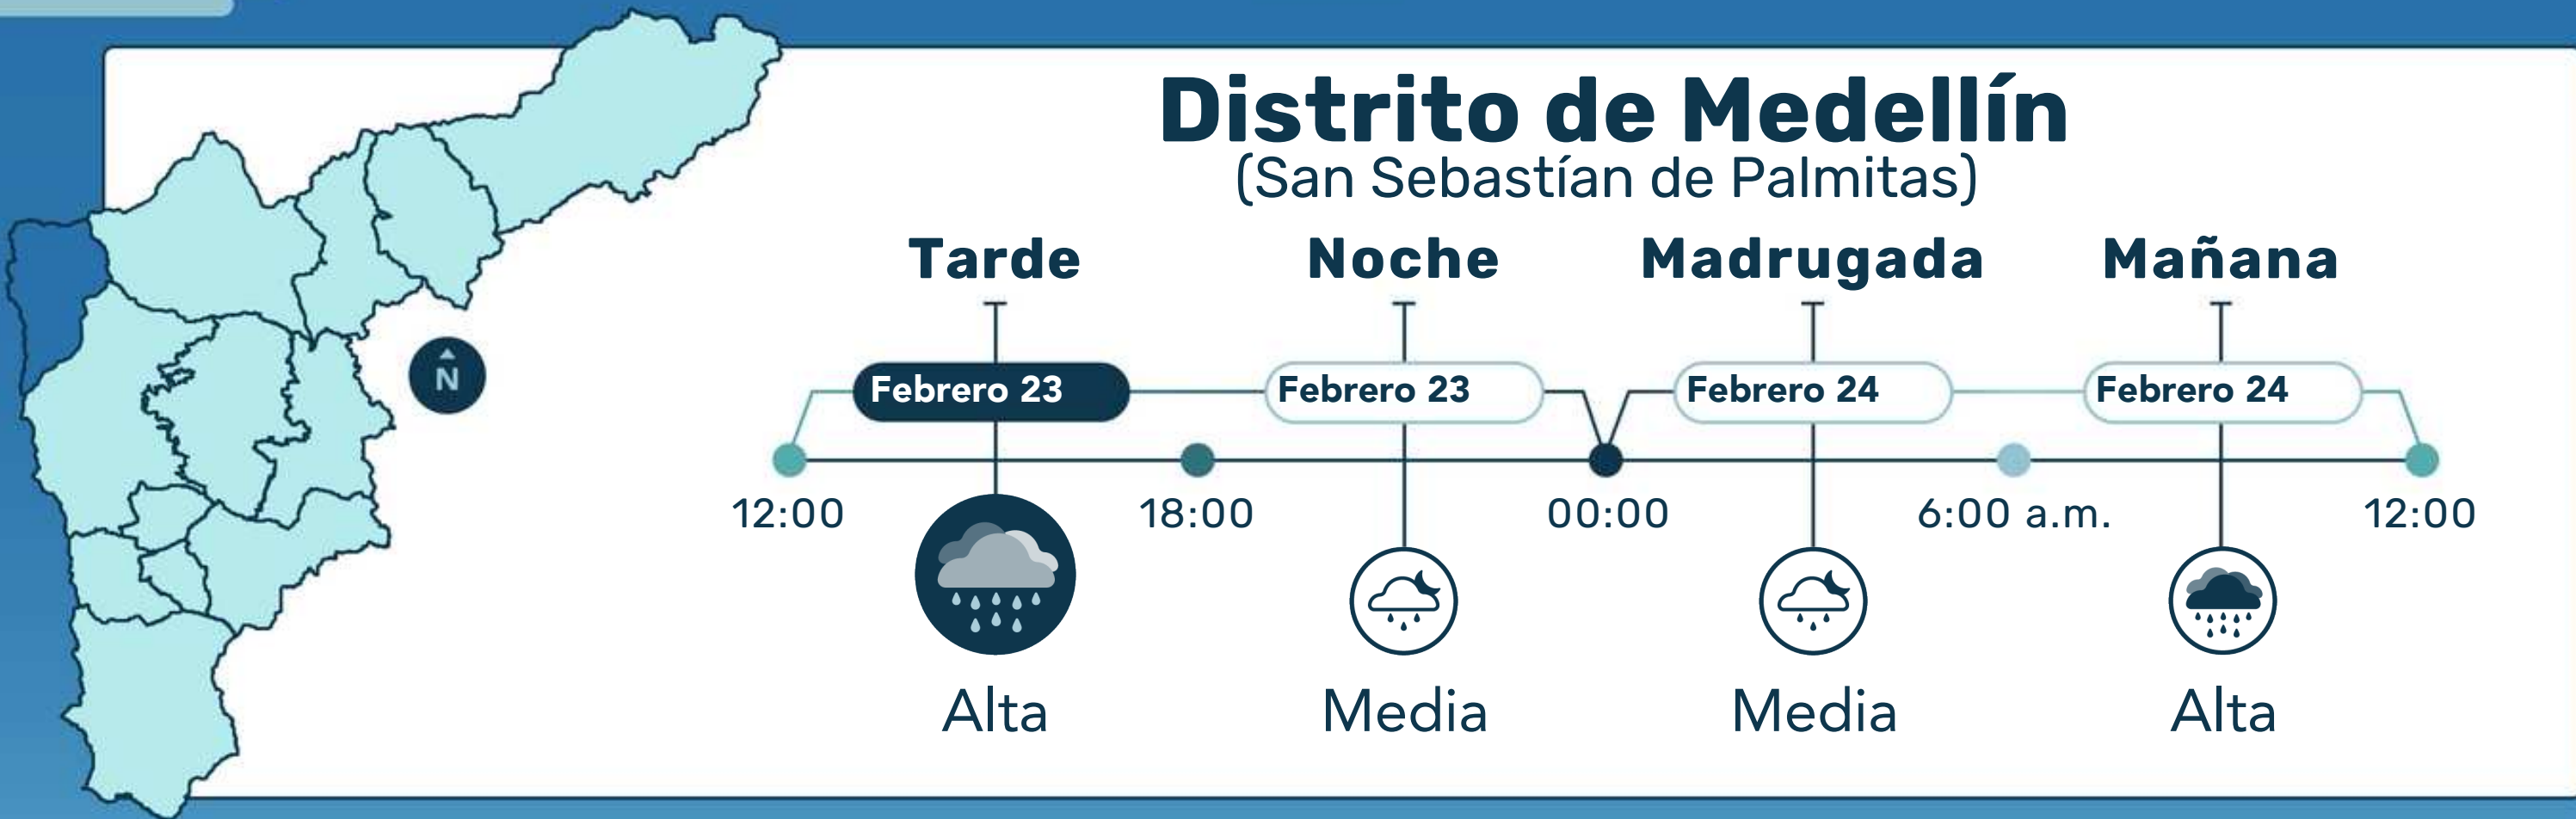 Distrito de Medellín
(San Sebastían de Palmitas)
Tarde Noche Madrugada Mañana
Febrero 23 Febrero 23 Febrero 24 Febrero 24
N
12:00 18:00 00:00 6:00 a.m. 12:00
Alta Media Media Alta